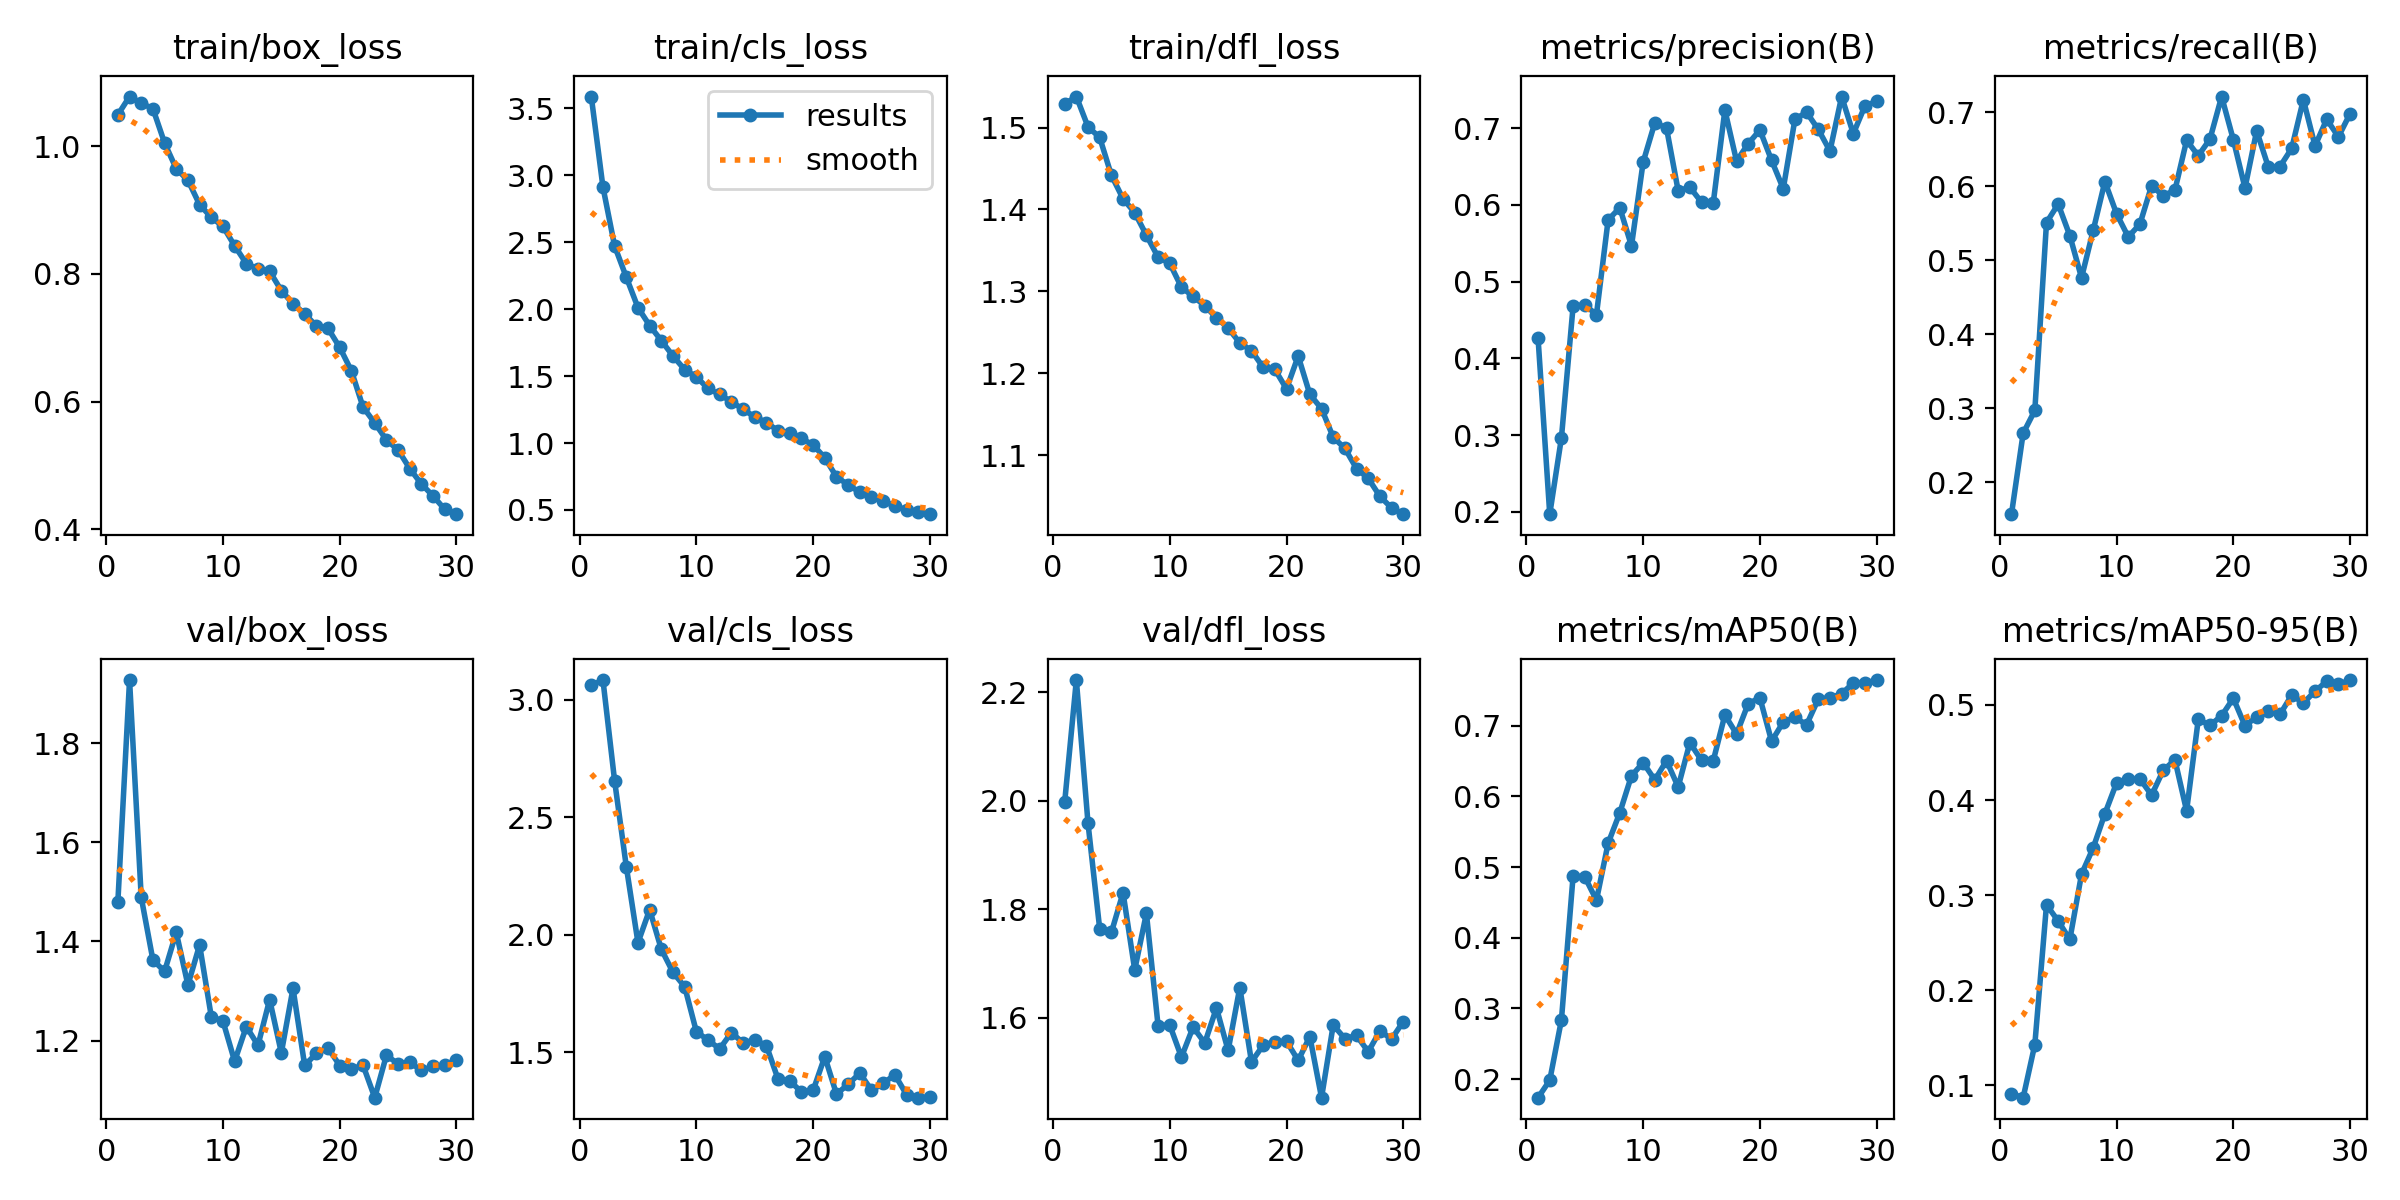 train/box_loss
train/cls_loss
train/dfl_loss
metrics/precision(B)
metrics/recall(B)
results
smooth
1.0
0.8
0.6
0.4
0 10 20 30
3.5
3.0
2.5
2.0
1.5
1.0
0.5
0 10 20 30
1.5
1.4
1.3
1.2
1.1
0 10 20 30
0.7
0.6
0.5
0.4
0.3
0.2
0 10 20 30
0.7
0.6
0.5
0.4
0.3
0.2
0 10 20 30
val/box_loss
val/cls_loss
val/dfl_loss
metrics/mAP50(B)
metrics/mAP50-95(B)
1.8
1.6
1.4
1.2
0 10 20 30
3.0
2.5
2.0
1.5
0 10 20 30
2.2
2.0
1.8
1.6
0 10 20 30
0.7
0.6
0.5
0.4
0.3
0.2
0 10 20 30
0.5
0.4
0.3
0.2
0.1
0 10 20 30